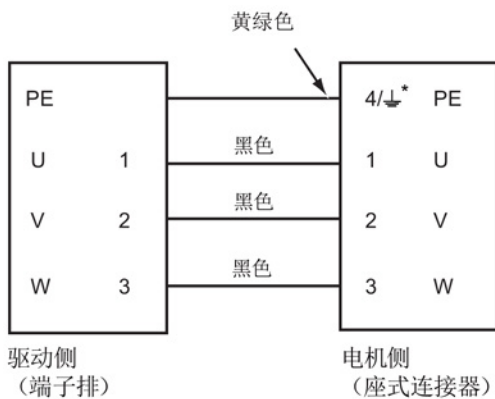 黄绿色
PE 4/⏚* PE
黑色
U 1 1 U
黑色
V 2 2 V
黑色
W 3 3 W
驱动侧 电机侧
（端子排） （座式连接器）